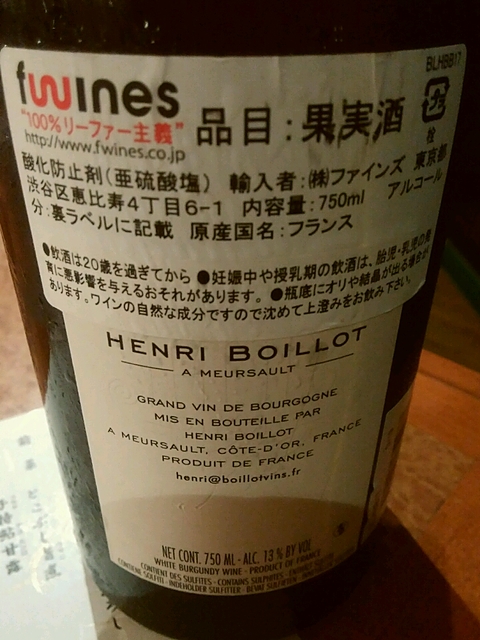 BLHBB17
fwines
"100%リーファー主義"
http://www.fwines.co.jp
品目：果実酒
栓
酸化防止剤(亜硫酸塩) 輸入者：㈱ファインズ 東京都
渋谷区恵比寿4丁目6-1 内容量：750ml アルコール
分：裏ラベルに記載 原産国名：フランス
●飲酒は20歳を過ぎてから ●妊娠中や授乳期の飲酒は、胎児・乳児の発
育に悪影響を与えるおそれがあります。 ●瓶底にオリや結晶が出る場合が
あります。ワインの自然な成分ですので沈めて上澄みをお飲み下さい。
HENRI BOILLOT
A MEURSAULT
GRAND VIN DE BOURGOGNE
MIS EN BOUTEILLE PAR
HENRI BOILLOT
A MEURSAULT, CÔTE-D'OR, FRANCE
PRODUIT DE FRANCE
henri@boillotvins.fr
NET CONT. 750 ML - ALC. 13 % BY VOL
WHITE BURGUNDY WINE - PRODUCT OF FRANCE
CONTIENT DES SULFITES - CONTAINS SULPHITES -